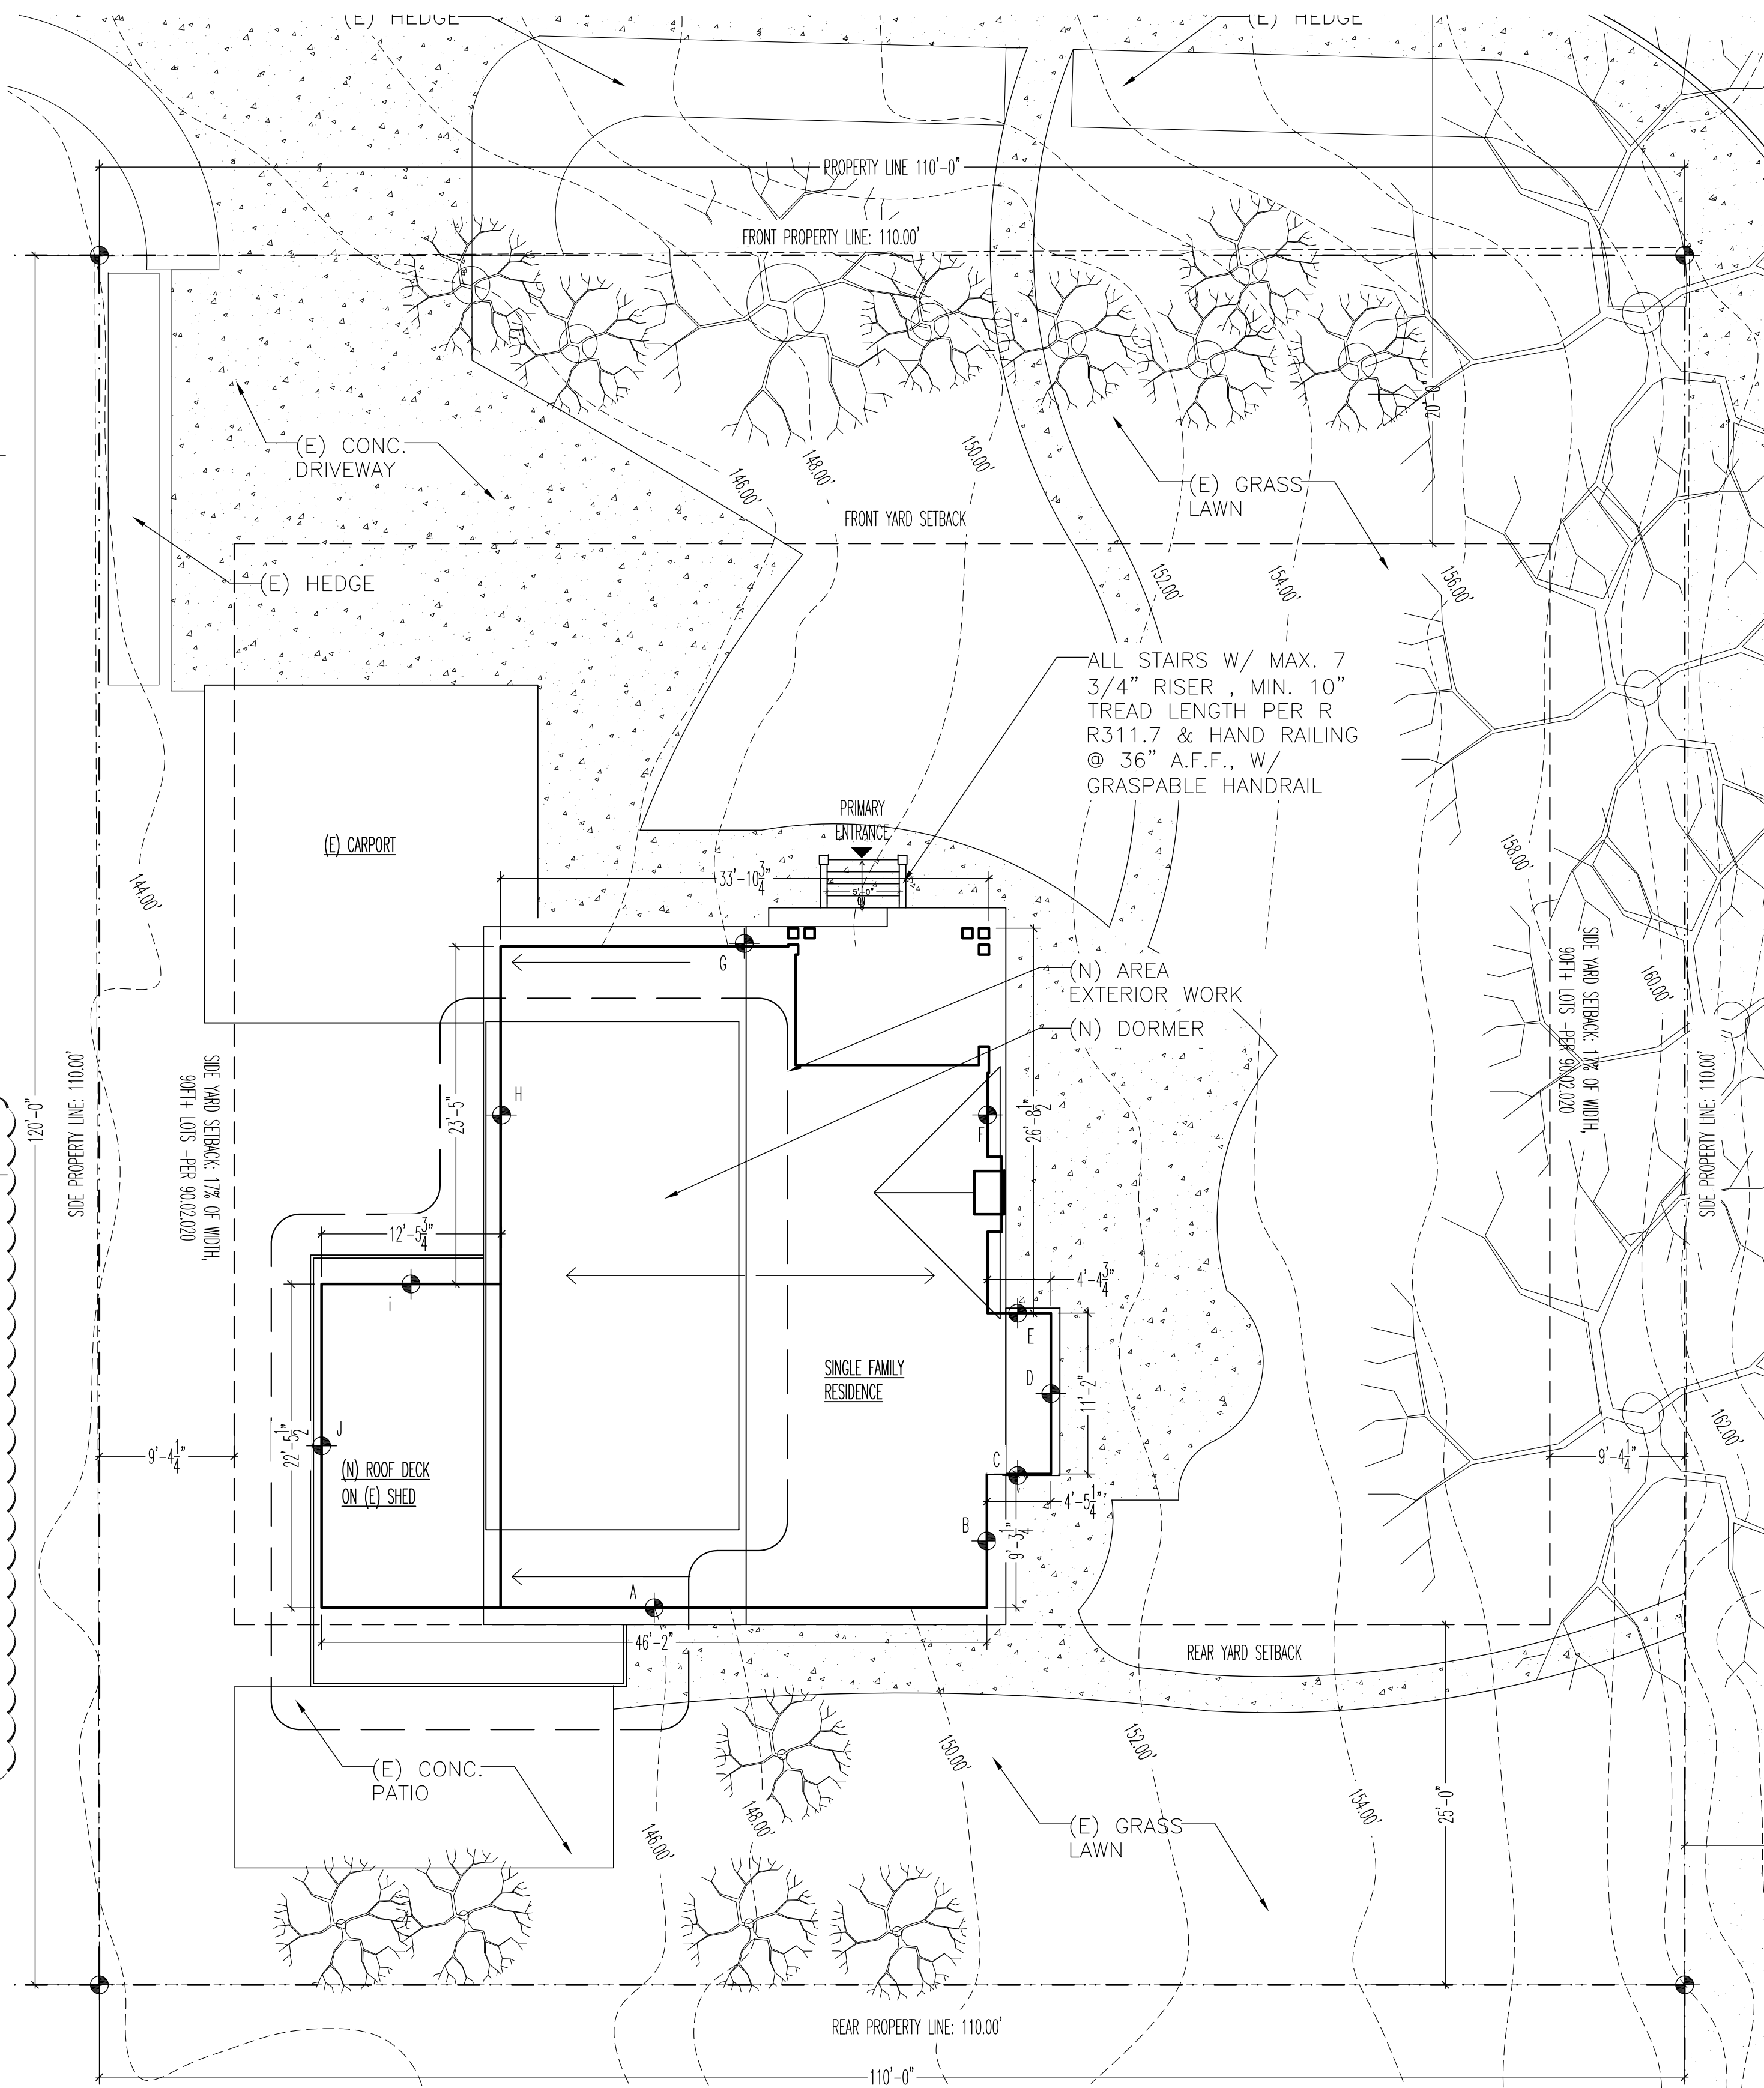 (E) HEDGE
(E) HEDGE
PROPERTY LINE 110'-0"
FRONT PROPERTY LINE: 110.00'
20'-0"
(E) CONC.
DRIVEWAY
146.00'
148.00'
150.00'
(E) GRASS
LAWN
FRONT YARD SETBACK
(E) HEDGE
152.00'
154.00'
156.00'
ALL STAIRS W/ MAX. 7
3/4" RISER , MIN. 10"
TREAD LENGTH PER R
R311.7 & HAND RAILING
@ 36" A.F.F., W/
GRASPABLE HANDRAIL
PRIMARY
ENTRANCE
(E) CARPORT
33'-10 3/4"
5'-0"
DN
144.00'
158.00'
160.00'
G
(N) AREA
EXTERIOR WORK
(N) DORMER
SIDE YARD SETBACK: 17% OF WIDTH,
90FT+ LOTS -PER 90.02.020
SIDE YARD SETBACK: 17% OF WIDTH,
90FT+ LOTS -PER 90.02.020
SIDE PROPERTY LINE: 110.00'
120'-0"
SIDE PROPERTY LINE: 110.00'
H
23'-5"
F
26'-8 1/2"
12'-5 3/4"
4'-4 3/4"
i
E
SINGLE FAMILY
RESIDENCE
D
11'-2"
J
22'-5 1/2"
9'-4 1/4"
9'-4 1/4"
162.00'
(N) ROOF DECK
ON (E) SHED
C
4'-5 1/4"
B
9'-3 1/4"
A
46'-2"
REAR YARD SETBACK
(E) CONC.
PATIO
146.00'
148.00'
150.00'
152.00'
154.00'
25'-0"
(E) GRASS
LAWN
REAR PROPERTY LINE: 110.00'
110'-0"